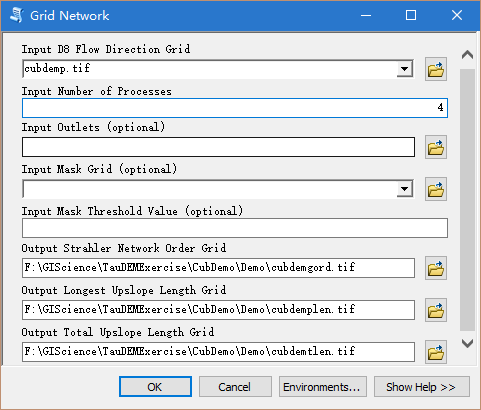 Grid Network
Input D8 Flow Direction Grid
cubdemp.tif
Input Number of Processes
4
Input Outlets (optional)
Input Mask Grid (optional)
Input Mask Threshold Value (optional)
Output Strahler Network Order Grid
F:\GIScience\TauDEMExercise\CubDemo\Demo\cubdemgord.tif
Output Longest Upslope Length Grid
F:\GIScience\TauDEMExercise\CubDemo\Demo\cubdemplen.tif
Output Total Upslope Length Grid
F:\GIScience\TauDEMExercise\CubDemo\Demo\cubdemtlen.tif
OK Cancel Environments... Show Help >>